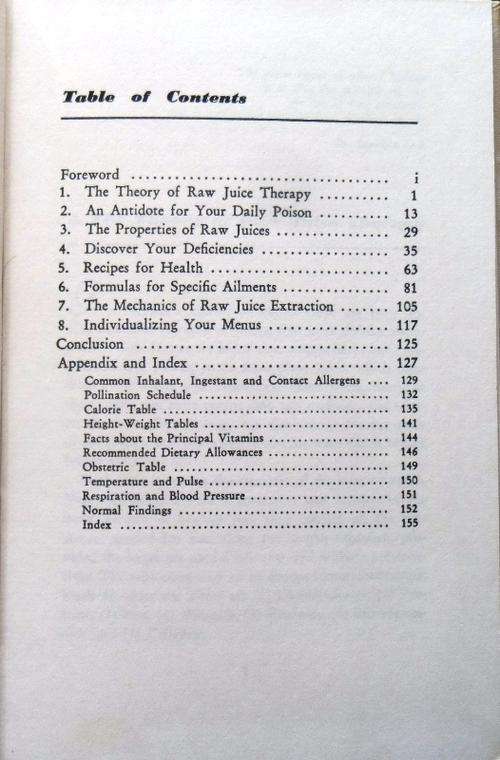 Table of Contents
Foreword ................................... i
1. The Theory of Raw Juice Therapy .......... 1
2. An Antidote for Your Daily Poison .......... 13
3. The Properties of Raw Juices ............... 29
4. Discover Your Deficiencies ................. 35
5. Recipes for Health ........................ 63
6. Formulas for Specific Ailments .............. 81
7. The Mechanics of Raw Juice Extraction ....... 105
8. Individualizing Your Menus ................ 117
Conclusion .................................. 125
Appendix and Index .......................... 127
Common Inhalant, Ingestant and Contact Allergens .... 129
Pollination Schedule .......................... 132
Calorie Table ................................ 135
Height-Weight Tables .......................... 141
Facts about the Principal Vitamins ................. 144
Recommended Dietary Allowances ................. 146
Obstetric Table .............................. 149
Temperature and Pulse .......................... 150
Respiration and Blood Pressure .................... 151
Normal Findings .............................. 152
Index ...................................... 155